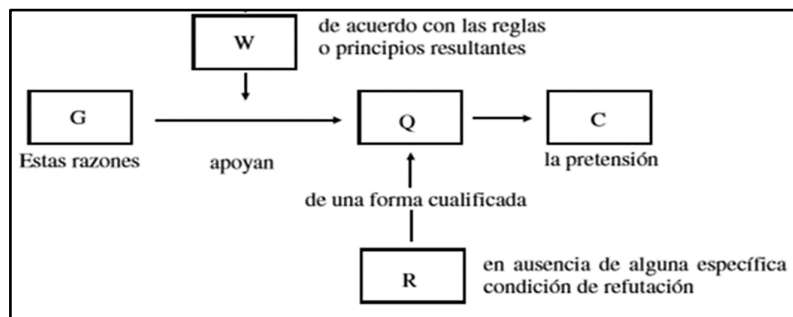 W
de acuerdo con las reglas
o principios resultantes
G
Q
C
Estas razones
apoyan
la pretensión
de una forma cualificada
R
en ausencia de alguna específica
condición de refutación